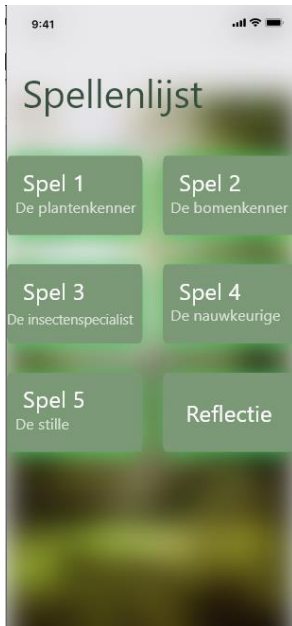 9:41
Spellenlijst
Spel 1
De plantenkenner
Spel 2
De bomenkenner
Spel 3
De insectenspecialist
Spel 4
De nauwkeurige
Spel 5
De stille
Reflectie